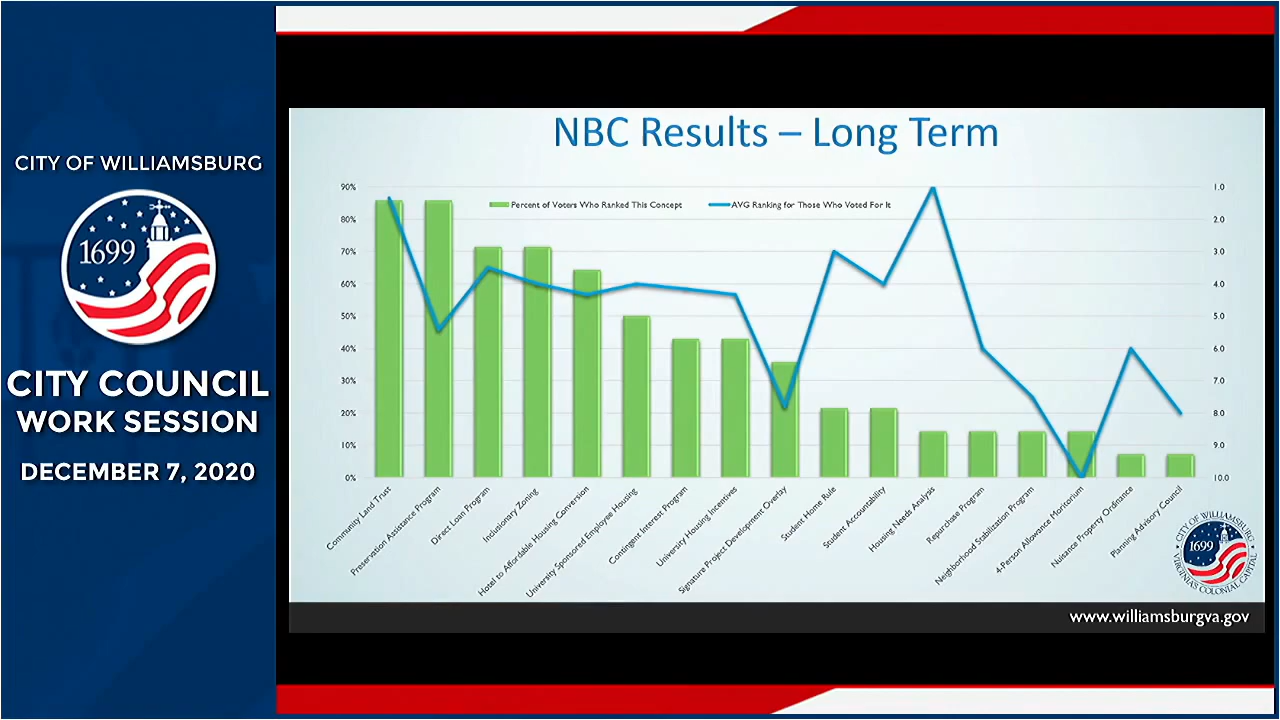 CITY OF WILLIAMSBURG
1699
CITY COUNCIL
WORK SESSION
DECEMBER 7, 2020
NBC Results – Long Term
Percent of Voters Who Ranked This Concept
AVG Ranking for Those Who Voted For It
90%
80%
70%
60%
50%
40%
30%
20%
10%
0%
1.0
2.0
3.0
4.0
5.0
6.0
7.0
8.0
9.0
10.0
Community Land Trust
Preservation Assistance Program
Direct Loan Program
Inclusionary Zoning
Hotel to Affordable Housing Conversion
University Sponsored Employee Housing
Contingent Interest Program
University Housing Incentives
Signature Project Development Overlay
Student Home Rule
Student Accountability
Housing Needs Analysis
Repurchase Program
Neighborhood Stabilization Program
4-Person Allowance Moritorium
Nuisance Property Ordinance
Planning Advisory Council
CITY OF WILLIAMSBURG
1699
VIRGINIA'S COLONIAL CAPITAL
www.williamsburgva.gov